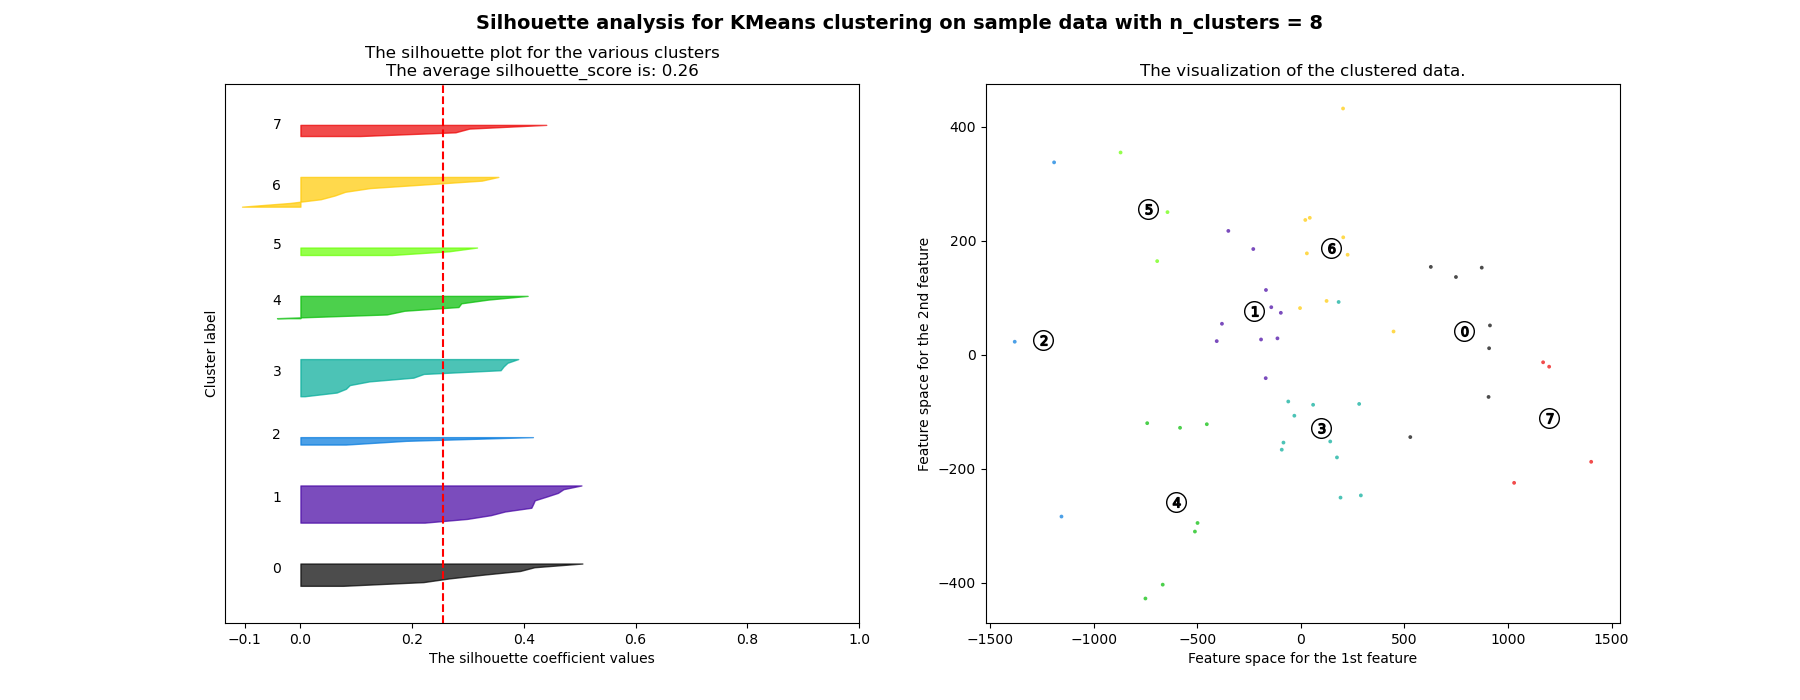 Silhouette analysis for KMeans clustering on sample data with n_clusters = 8
The silhouette plot for the various clusters
The average silhouette_score is: 0.26
Cluster label
7
6
5
4
3
2
1
0
−0.1 0.0 0.2 0.4 0.6 0.8 1.0
The silhouette coefficient values
The visualization of the clustered data.
Feature space for the 2nd feature
400
200
0
−200
−400
5
6
1
0
2
7
3
4
−1500 −1000 −500 0 500 1000 1500
Feature space for the 1st feature